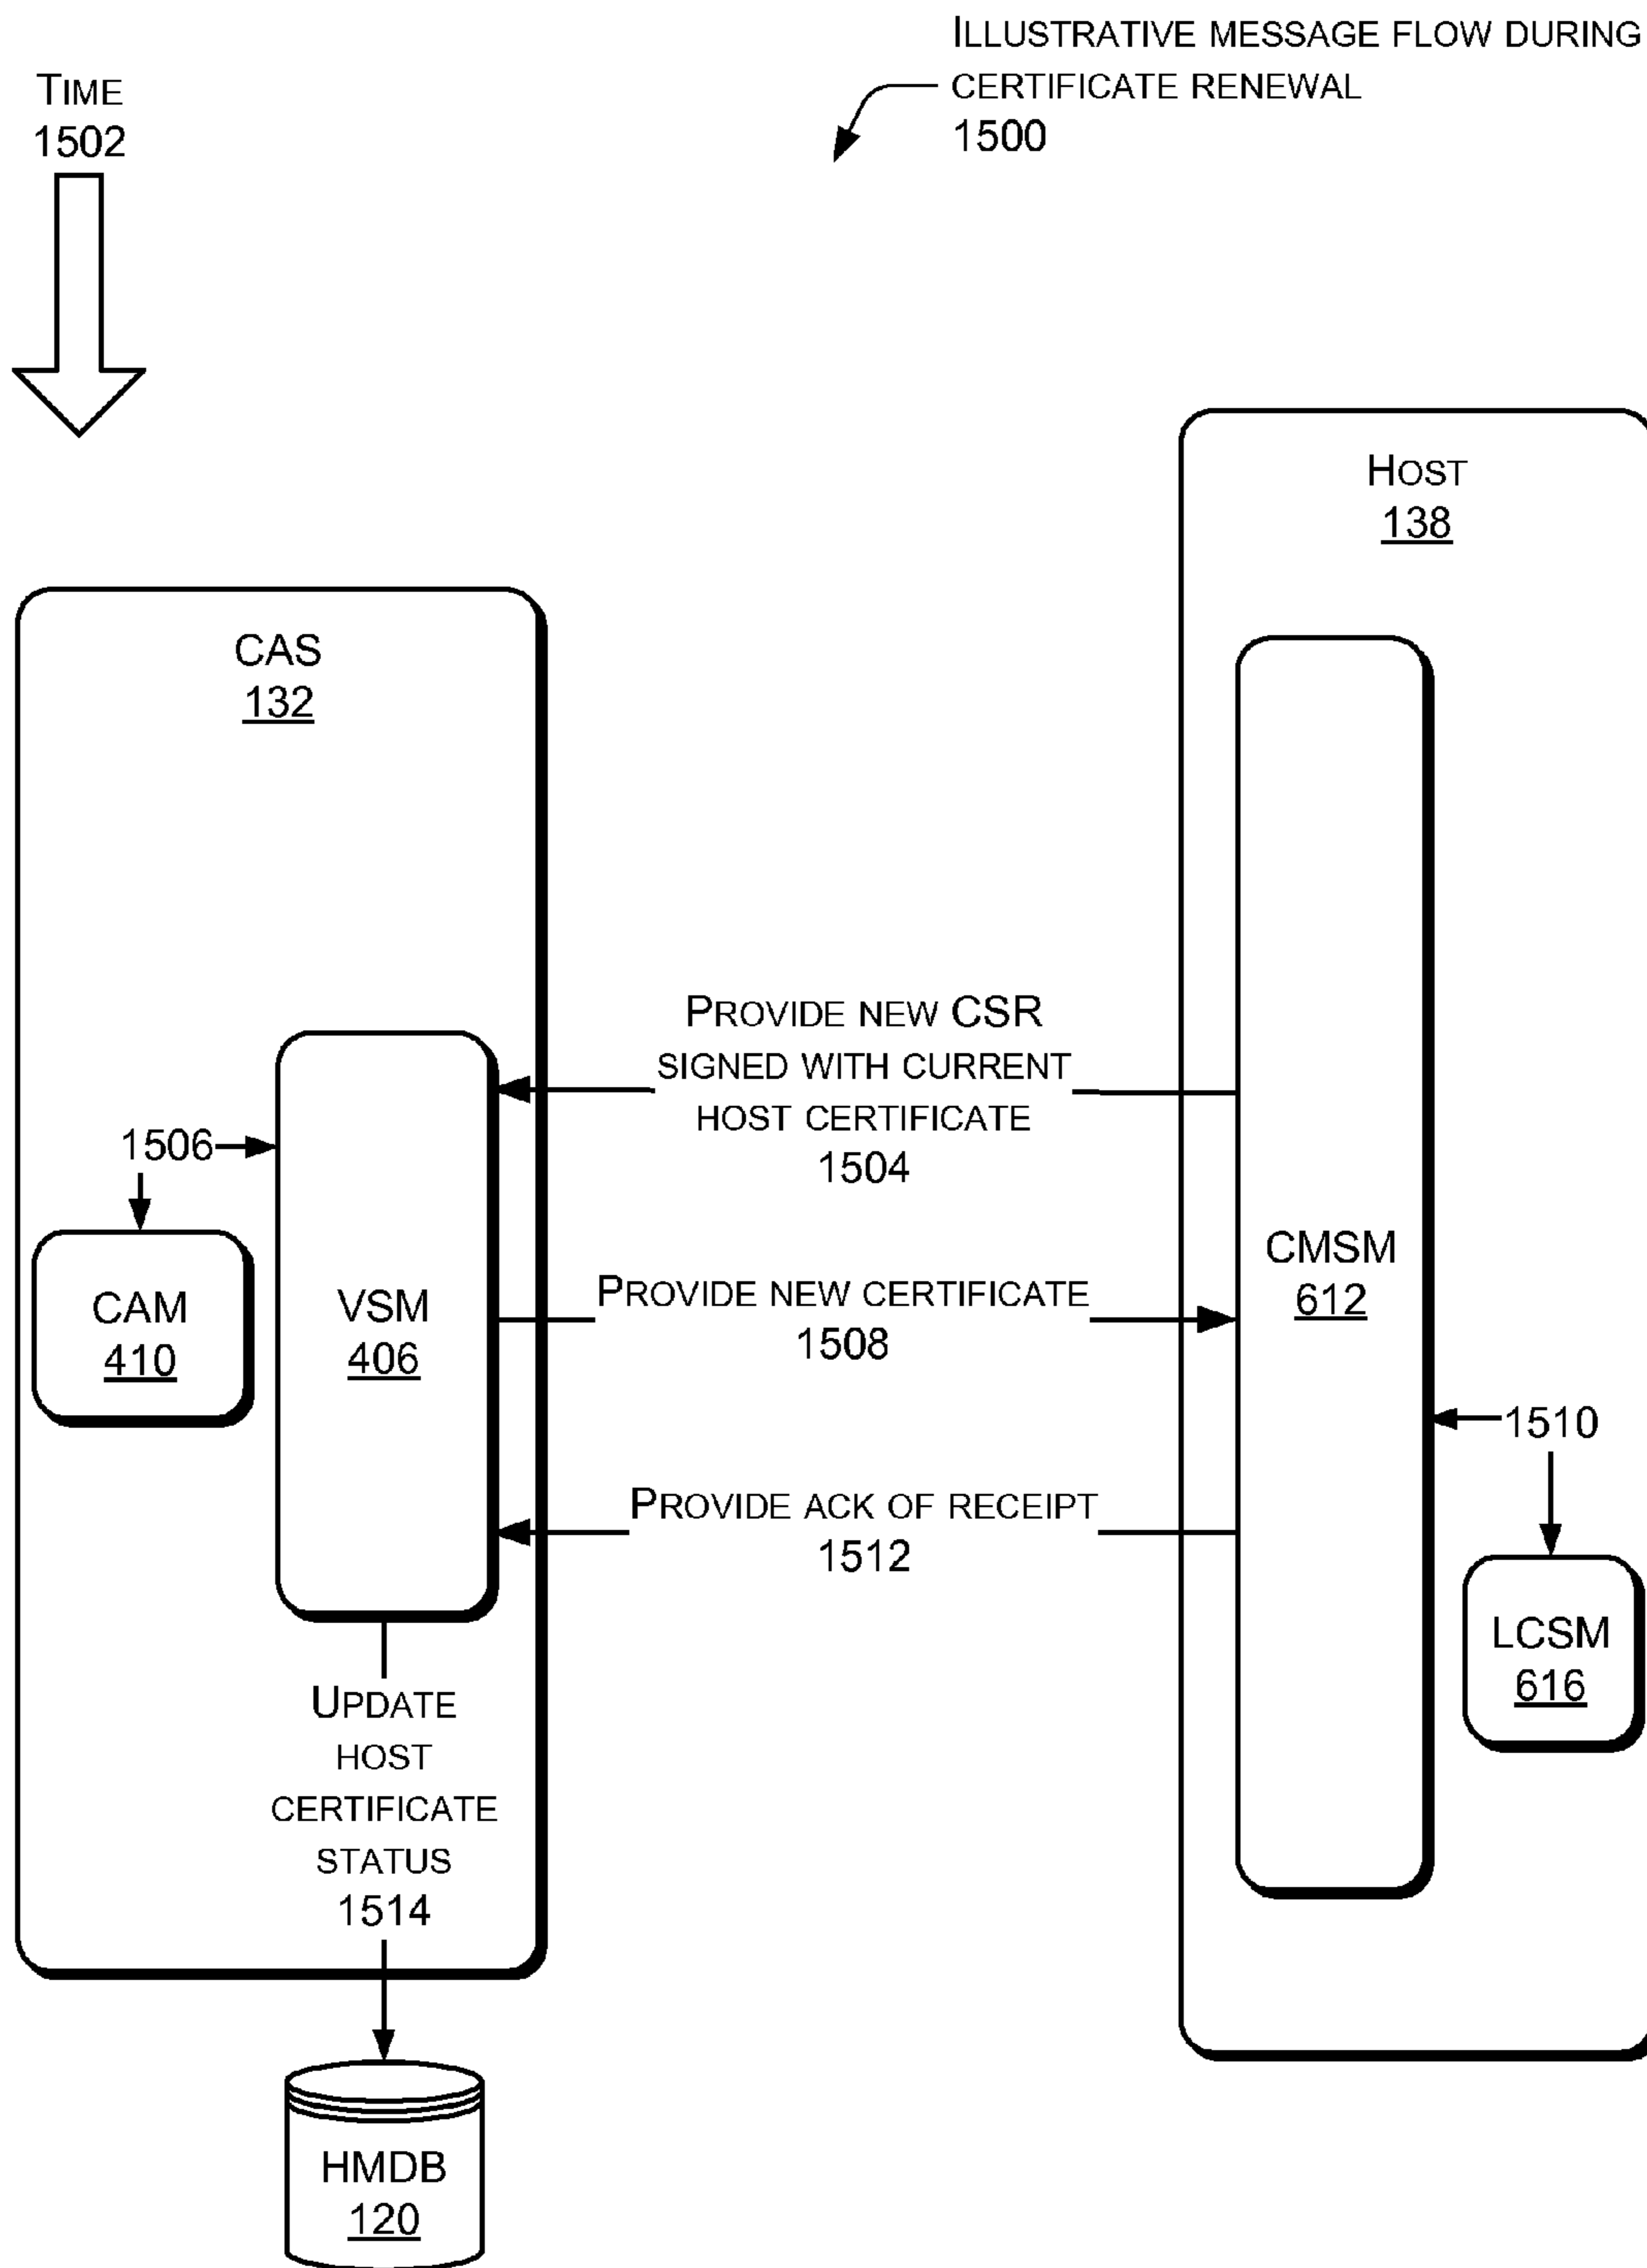 ILLUSTRATIVE MESSAGE FLOW DURING
CERTIFICATE RENEWAL
1500
TIME
1502
HOST
138
CAS
132
PROVIDE NEW CSR
SIGNED WITH CURRENT
HOST CERTIFICATE
1504
1506
CAM
410
VSM
406
PROVIDE NEW CERTIFICATE
1508
CMSM
612
1510
PROVIDE ACK OF RECEIPT
1512
LCSM
616
UPDATE
HOST
CERTIFICATE
STATUS
1514
HMDB
120